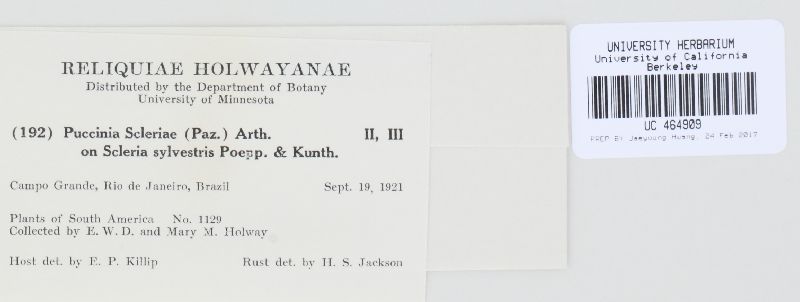 RELIQUIAE HOLWAYANAE
Distributed by the Department of Botany
University of Minnesota
(192) Puccinia Scleriae (Paz.) Arth. II, III
on Scleria sylvestris Poepp. & Kunth.
Campo Grande, Rio de Janeiro, Brazil Sept. 19, 1921
Plants of South America No. 1129
Collected by E. W. D. and Mary M. Holway
Host det. by E. P. Killip Rust det. by H. S. Jackson
UNIVERSITY HERBARIUM
University of California
Berkeley
UC 464909
PREP BY Jaeyoung Huang, 24 Feb 2017